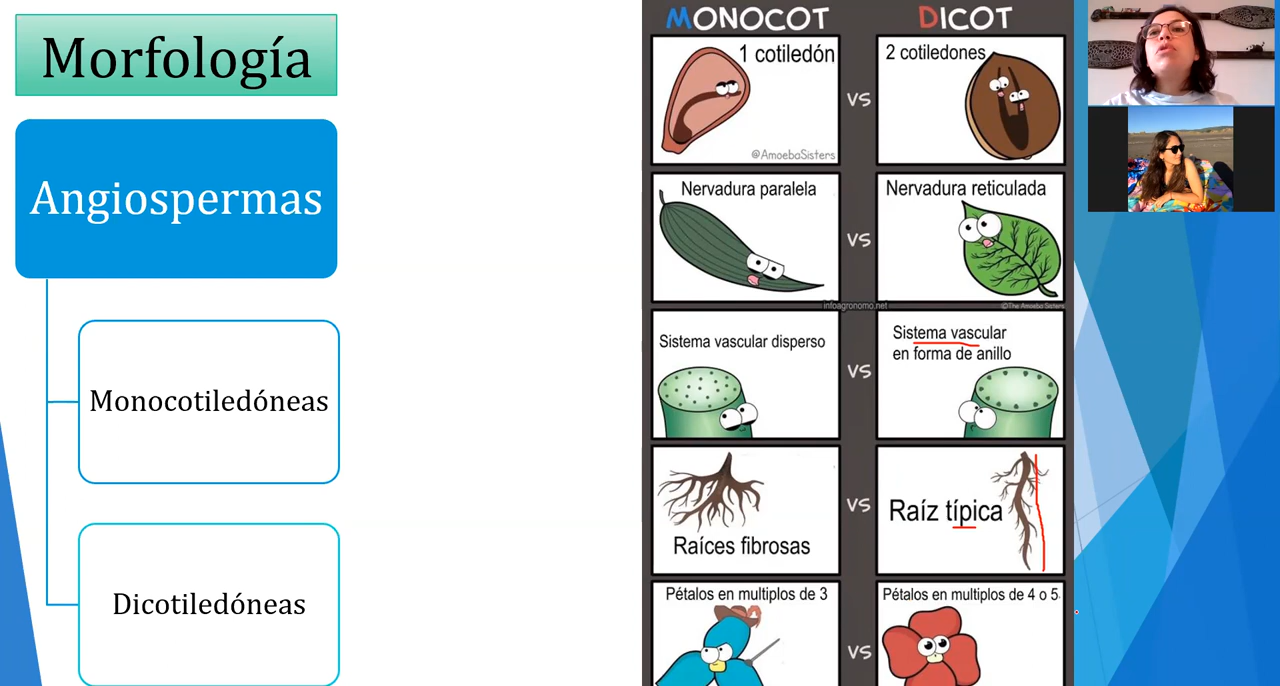 Morfología
Angiospermas
Monocotiledóneas
Dicotiledóneas
MONOCOT
DICOT
1 cotiledón
@AmoebaSisters
VS
2 cotiledones
Nervadura paralela
VS
Nervadura reticulada
infoagronomo.net
©The Amoeba Sisters
Sistema vascular disperso
VS
Sistema vascular
en forma de anillo
Raíces fibrosas
VS
Raíz típica
Pétalos en multiplos de 3
VS
Pétalos en multiplos de 4 o 5